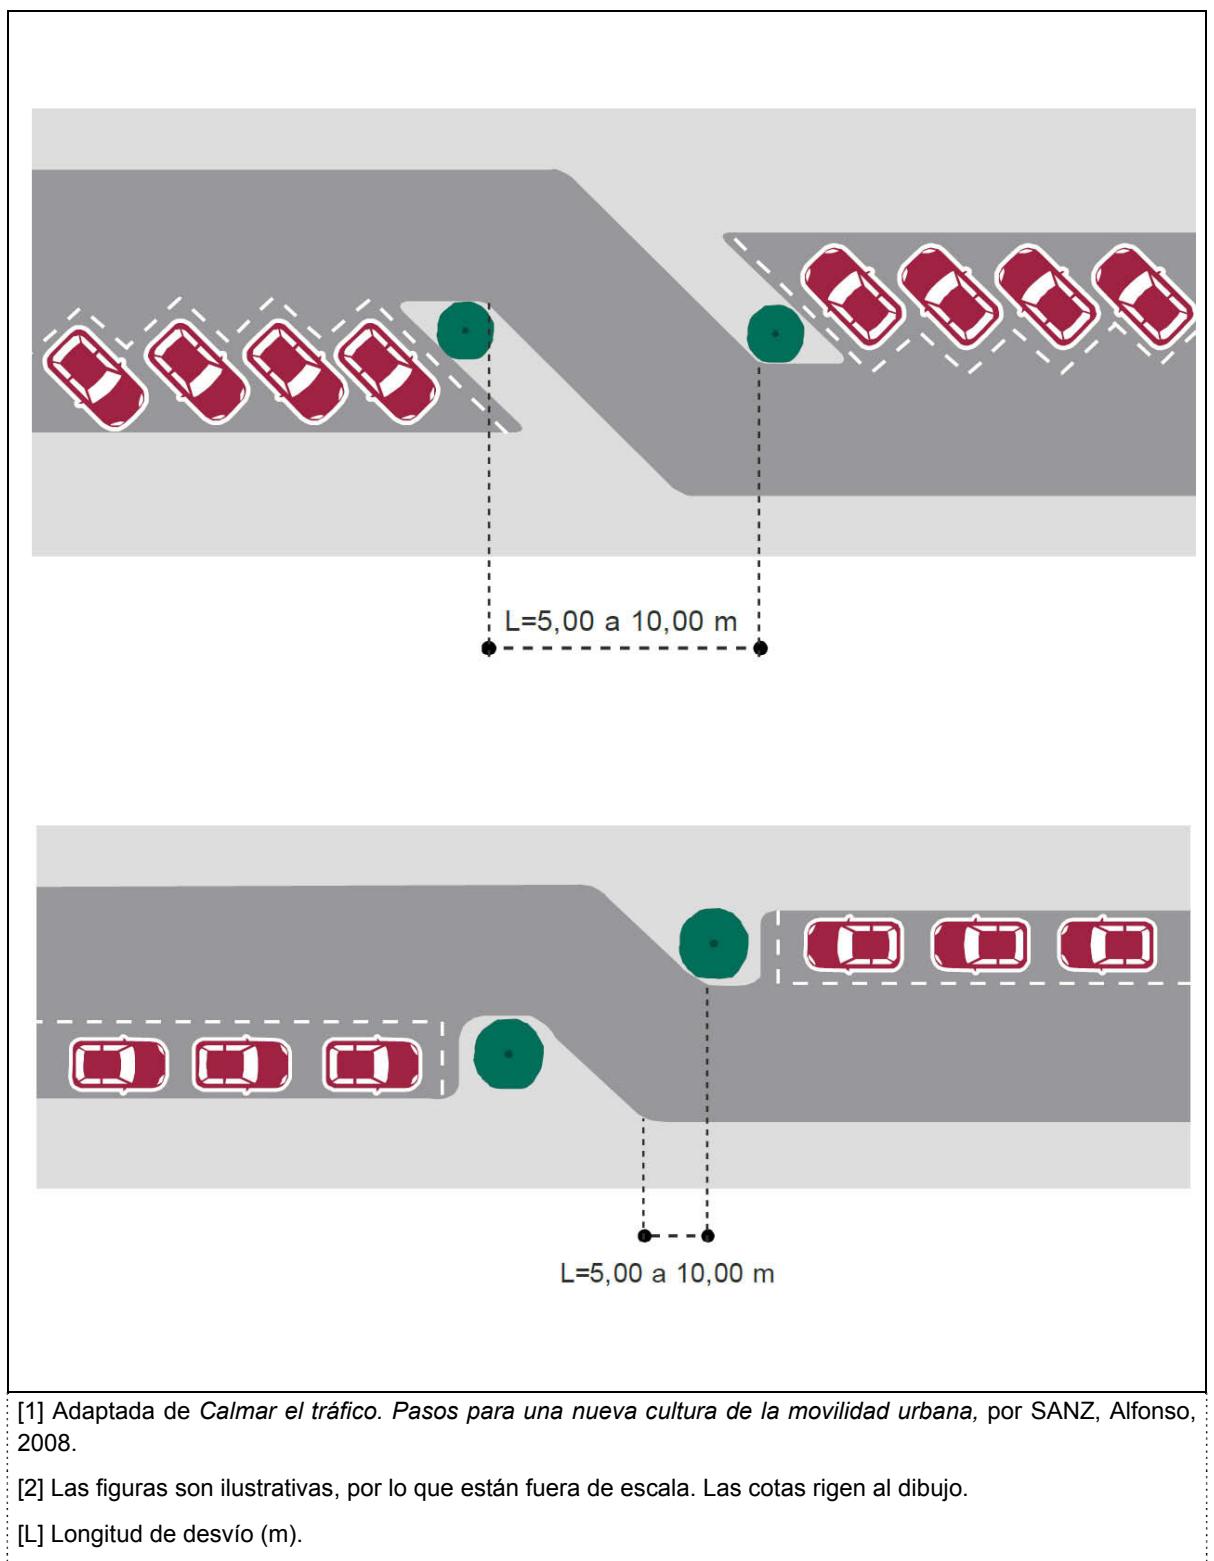 L=5,00 a 10,00 m
L=5,00 a 10,00 m
[1] Adaptada de Calmar el tráfico. Pasos para una nueva cultura de la movilidad urbana, por SANZ, Alfonso,
2008.
[2] Las figuras son ilustrativas, por lo que están fuera de escala. Las cotas rigen al dibujo.
[L] Longitud de desvío (m).